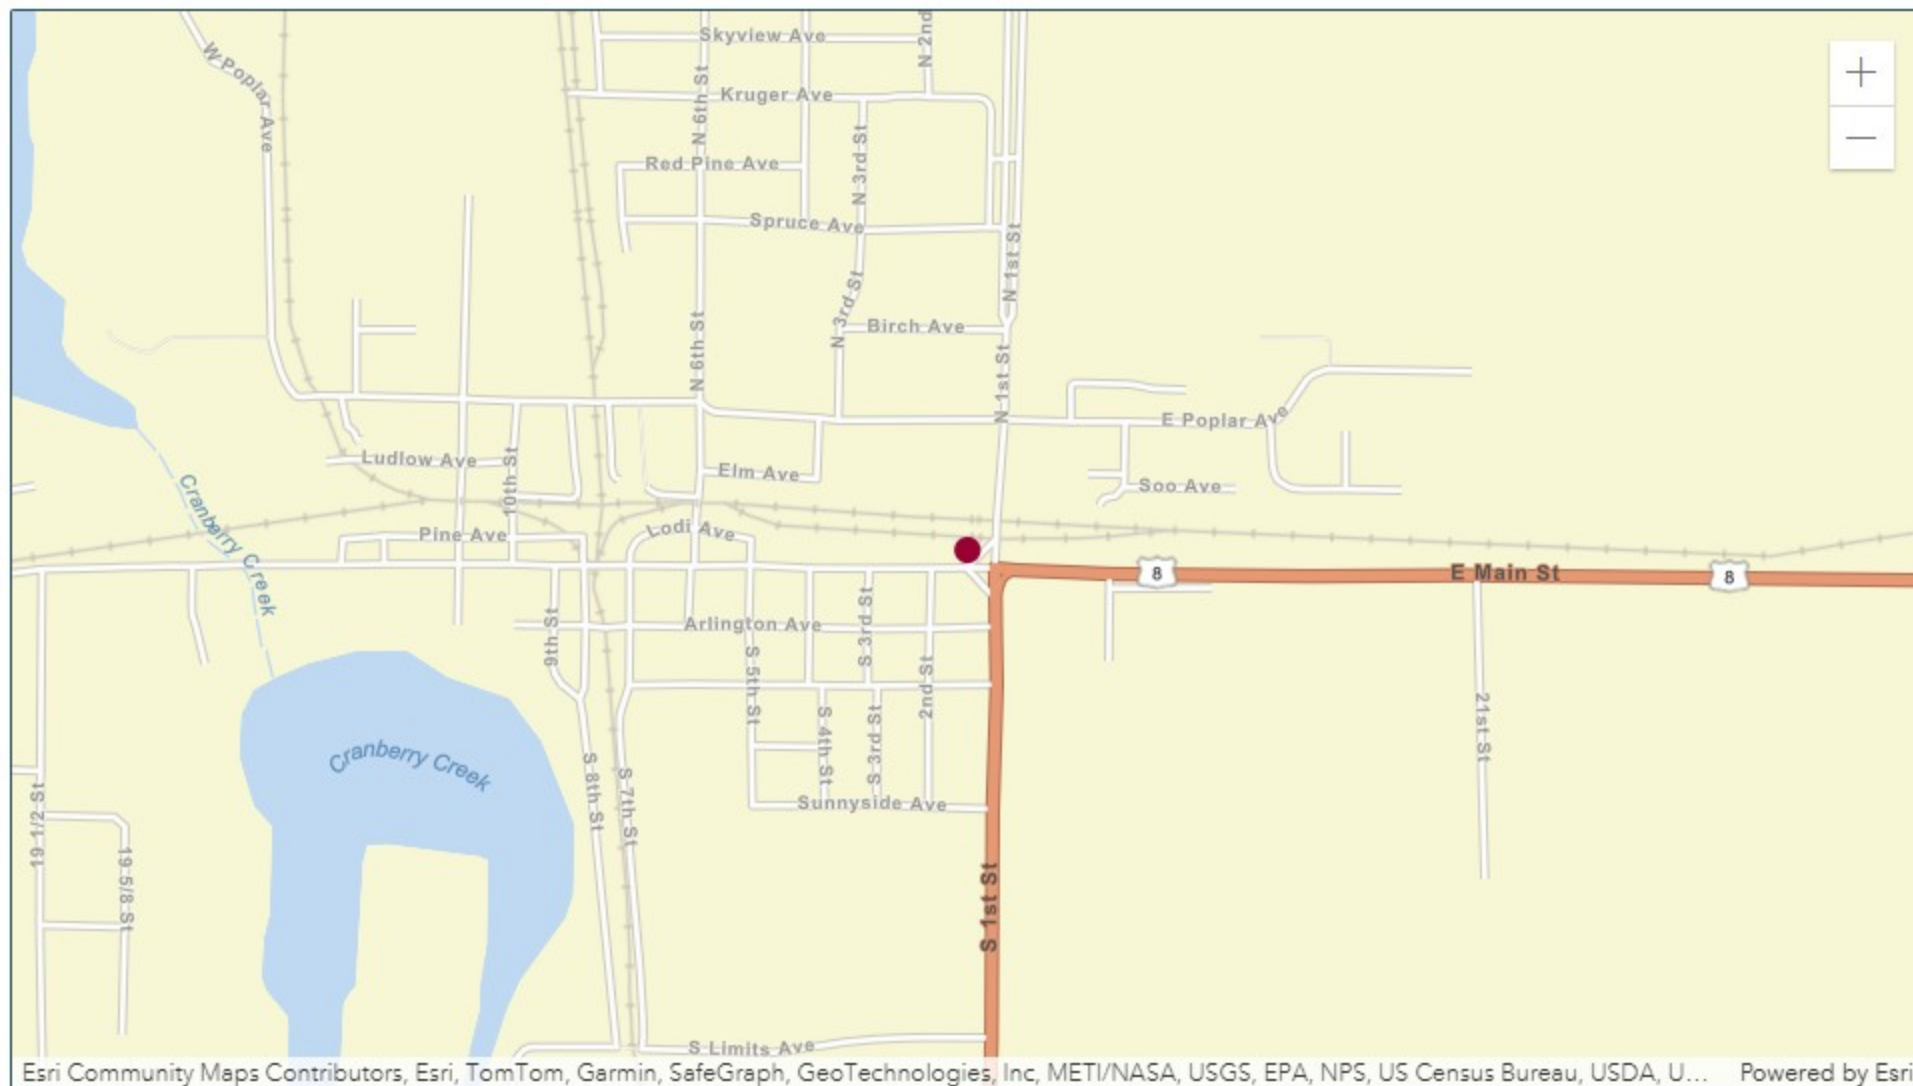 Skyview Ave
N 2nd
W Poplar Ave
Kruger Ave
N 6th St
N 3rd St
Red Pine Ave
Spruce Ave
N 1st St
N 3rd St
Birch Ave
N 6th St
N 1st St
E Poplar Ave
Ludlow Ave
10th St
Elm Ave
Soo Ave
Cranberry Creek
Pine Ave
Lodi Ave
8
E Main St
8
9th St
Arlington Ave
S 3rd St
S 5th St
2nd St
S 4th St
S 3rd St
21st St
Cranberry Creek
S 8th St
S 7th St
Sunnyside Ave
19 1/2 St
19 5/8 St
S 1st St
S Limits Ave
Esri Community Maps Contributors, Esri, TomTom, Garmin, SafeGraph, GeoTechnologies, Inc, METI/NASA, USGS, EPA, NPS, US Census Bureau, USDA, U... Powered by Esri